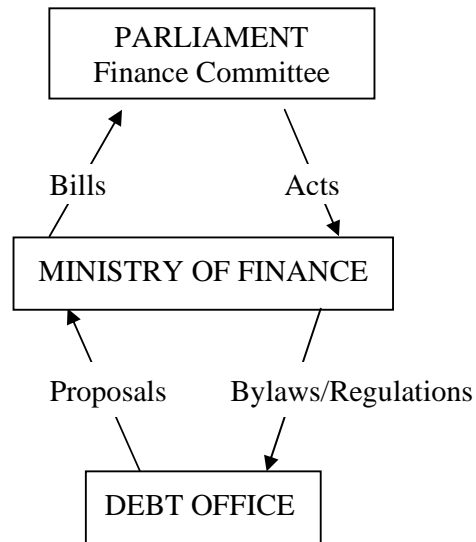 PARLIAMENT
Finance Committee
Bills
Acts
MINISTRY OF FINANCE
Proposals
Bylaws/Regulations
DEBT OFFICE